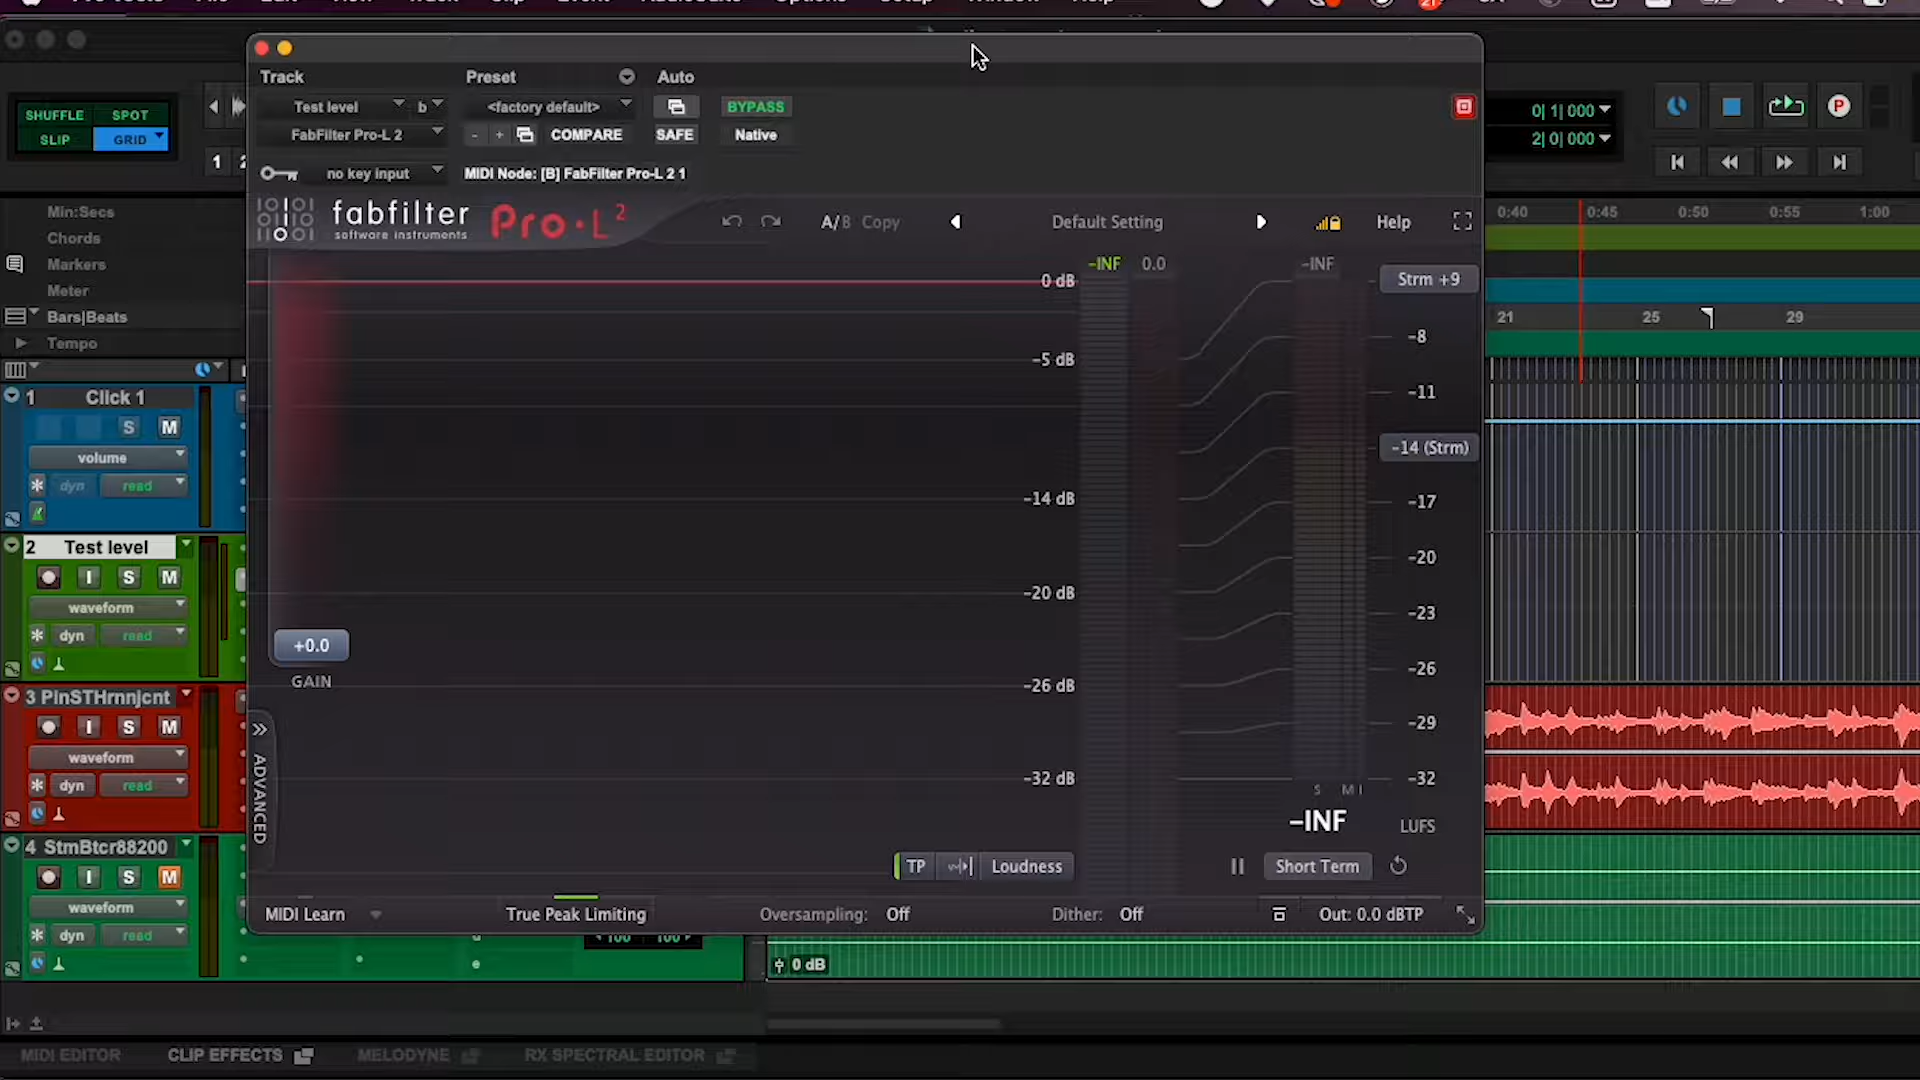 Track
Preset
Auto
Test level
b
<factory default>
BYPASS
FabFilter Pro-L 2
- + COMPARE
SAFE
Native
no key input
MIDI Node: [B] FabFilter Pro-L 2 1
fabfilter
software instruments
Pro·L 2
A/B Copy
Default Setting
Help
-INF 0.0
-INF
0 dB
-5 dB
-14 dB
-20 dB
-26 dB
-32 dB
Strm +9
-8
-11
-14 (Strm)
-17
-20
-23
-26
-29
-32
S M I
-INF
LUFS
+0.0
GAIN
ADVANCED
TP
Loudness
Short Term
MIDI Learn
True Peak Limiting
Oversampling: Off
Dither: Off
Out: 0.0 dBTP
SHUFFLE SPOT
SLIP GRID
1
0| 1| 000
2| 0| 000
P
Min:Secs
Chords
Markers
Meter
Bars|Beats
Tempo
0:40 0:45 0:50 0:55 1:00
21 25 29
1 Click 1
S M
volume
dyn read
2 Test level
I S M
waveform
dyn read
3 PinSTHrnnjcnt
I S M
waveform
dyn read
4 StmBtcr88200
I S M
waveform
dyn read
100 100
0 dB
MIDI EDITOR
CLIP EFFECTS
MELODYNE
RX SPECTRAL EDITOR